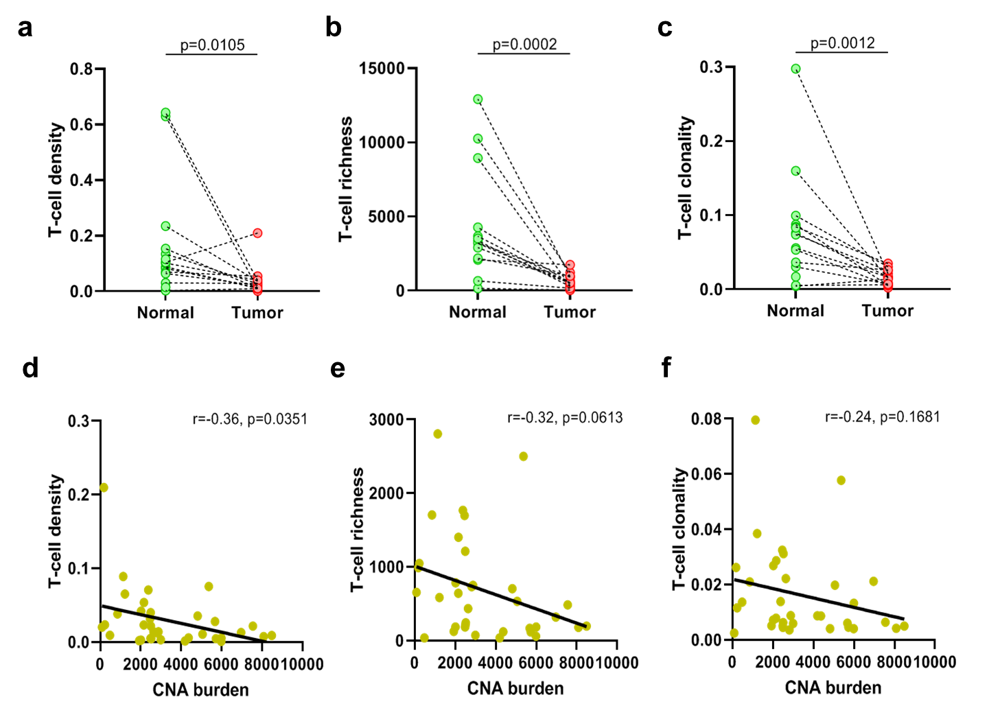 a
p=0.0105
T-cell density
0.8
0.6
0.4
0.2
0.0
Normal Tumor
b
p=0.0002
T-cell richness
15000
10000
5000
0
Normal Tumor
c
p=0.0012
T-cell clonality
0.3
0.2
0.1
0.0
Normal Tumor
d
r=-0.36, p=0.0351
T-cell density
0.3
0.2
0.1
0.0
0 2000 4000 6000 8000 10000
CNA burden
e
r=-0.32, p=0.0613
T-cell richness
3000
2000
1000
0
0 2000 4000 6000 8000 10000
CNA burden
f
r=-0.24, p=0.1681
T-cell clonality
0.08
0.06
0.04
0.02
0.00
0 2000 4000 6000 8000 10000
CNA burden